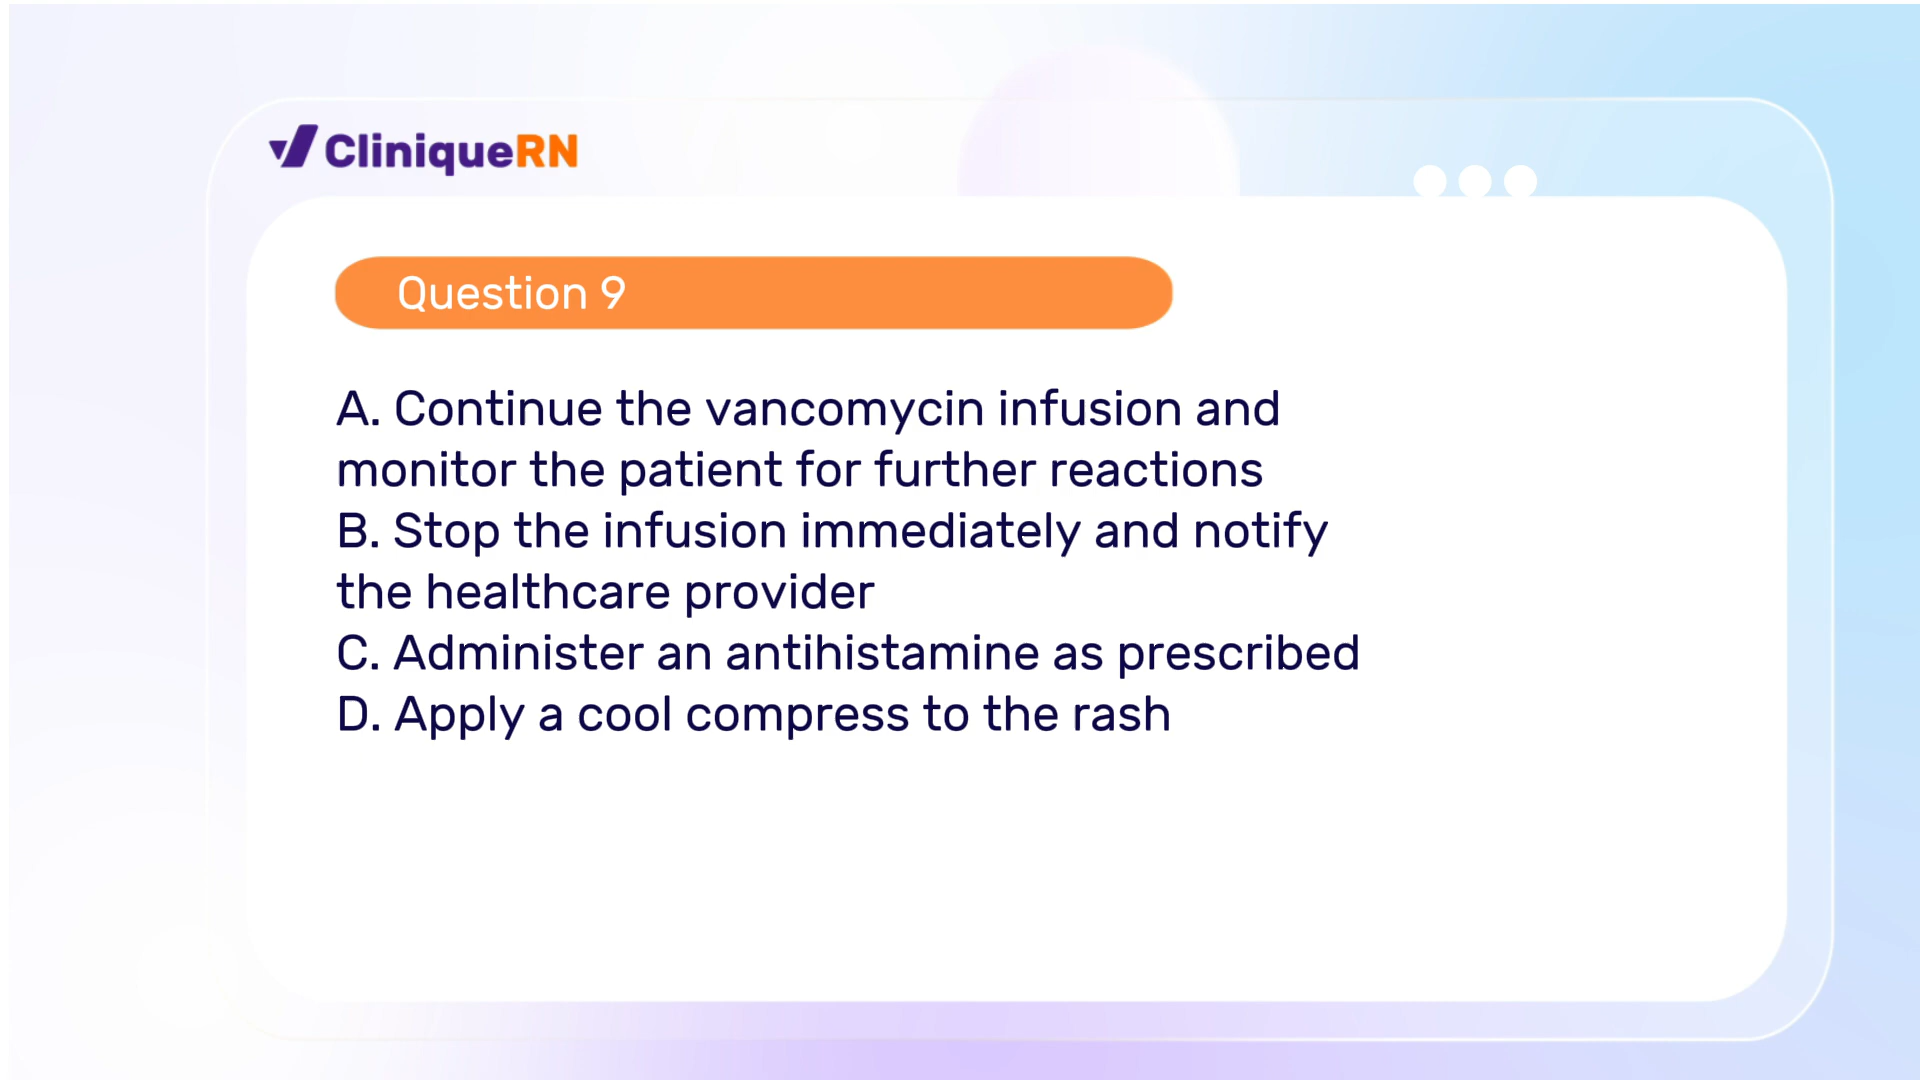 CliniqueRN
Question 9
A. Continue the vancomycin infusion and
monitor the patient for further reactions
B. Stop the infusion immediately and notify
the healthcare provider
C. Administer an antihistamine as prescribed
D. Apply a cool compress to the rash